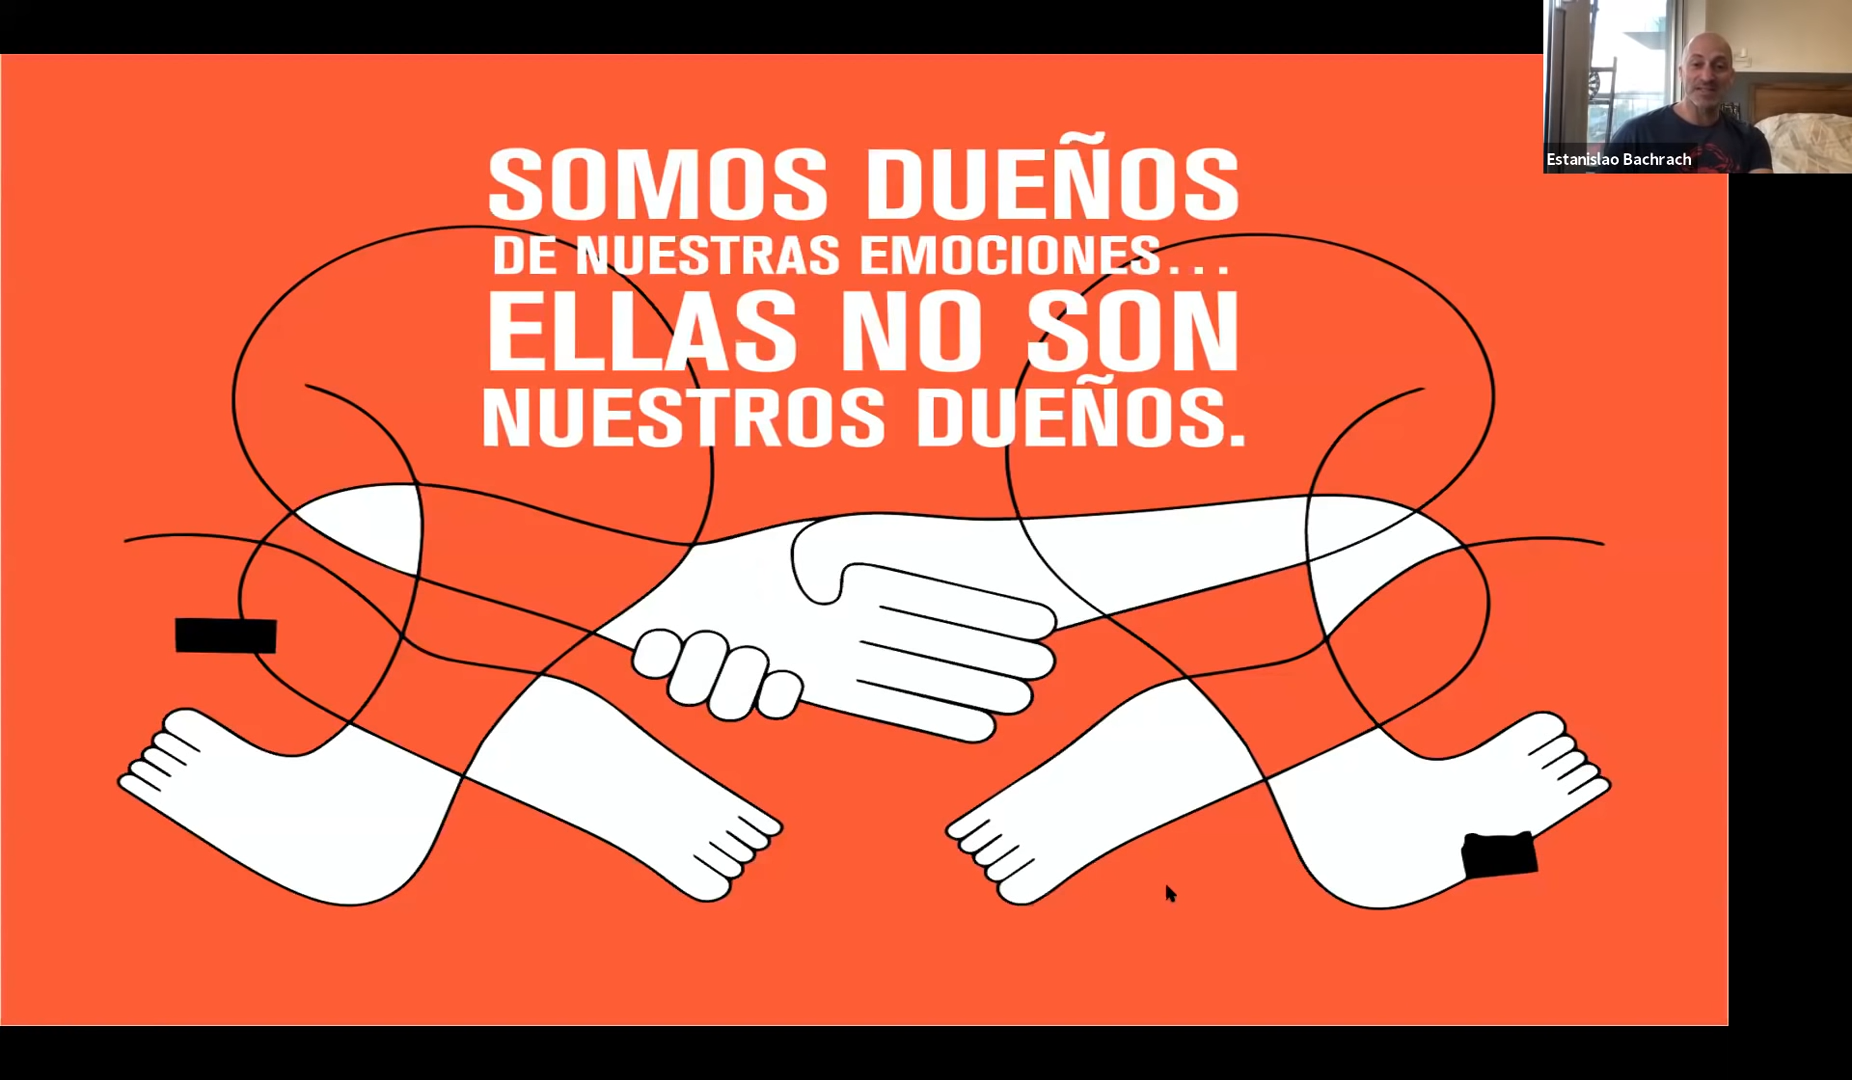 Estanislao Bachrach
SOMOS DUEÑOS
DE NUESTRAS EMOCIONES...
ELLAS NO SON
NUESTROS DUEÑOS.